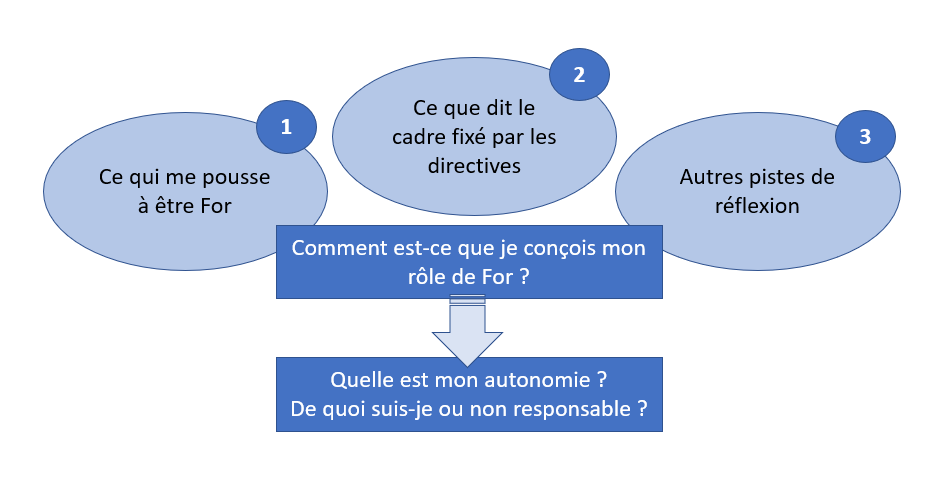 1
Ce qui me pousse
à être For
2
Ce que dit le
cadre fixé par les
directives
3
Autres pistes de
réflexion
Comment est-ce que je conçois mon
rôle de For ?
Quelle est mon autonomie ?
De quoi suis-je ou non responsable ?